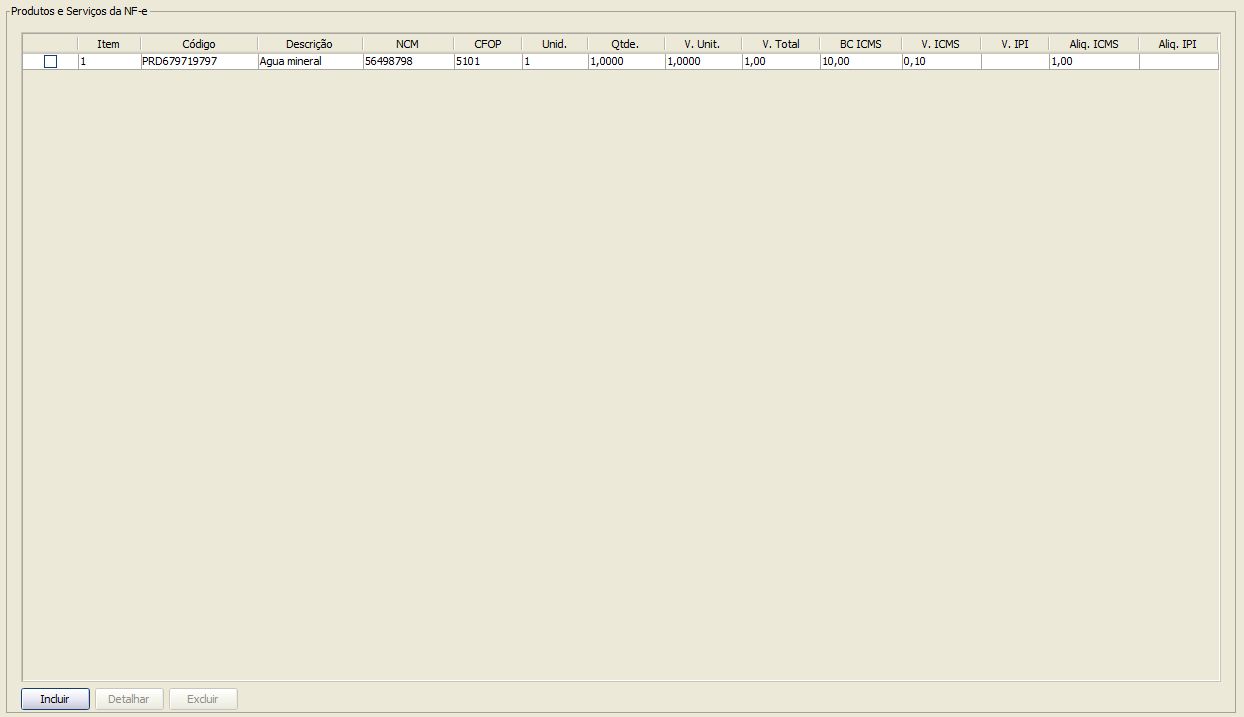 Produtos e Serviços da NF-e
Item Código Descrição NCM CFOP Unid. Qtde. V. Unit. V. Total BC ICMS V. ICMS V. IPI Aliq. ICMS Aliq. IPI
1 PRD679719797 Agua mineral 56498798 5101 1 1,0000 1,0000 1,00 10,00 0,10 1,00
Incluir Detalhar Excluir